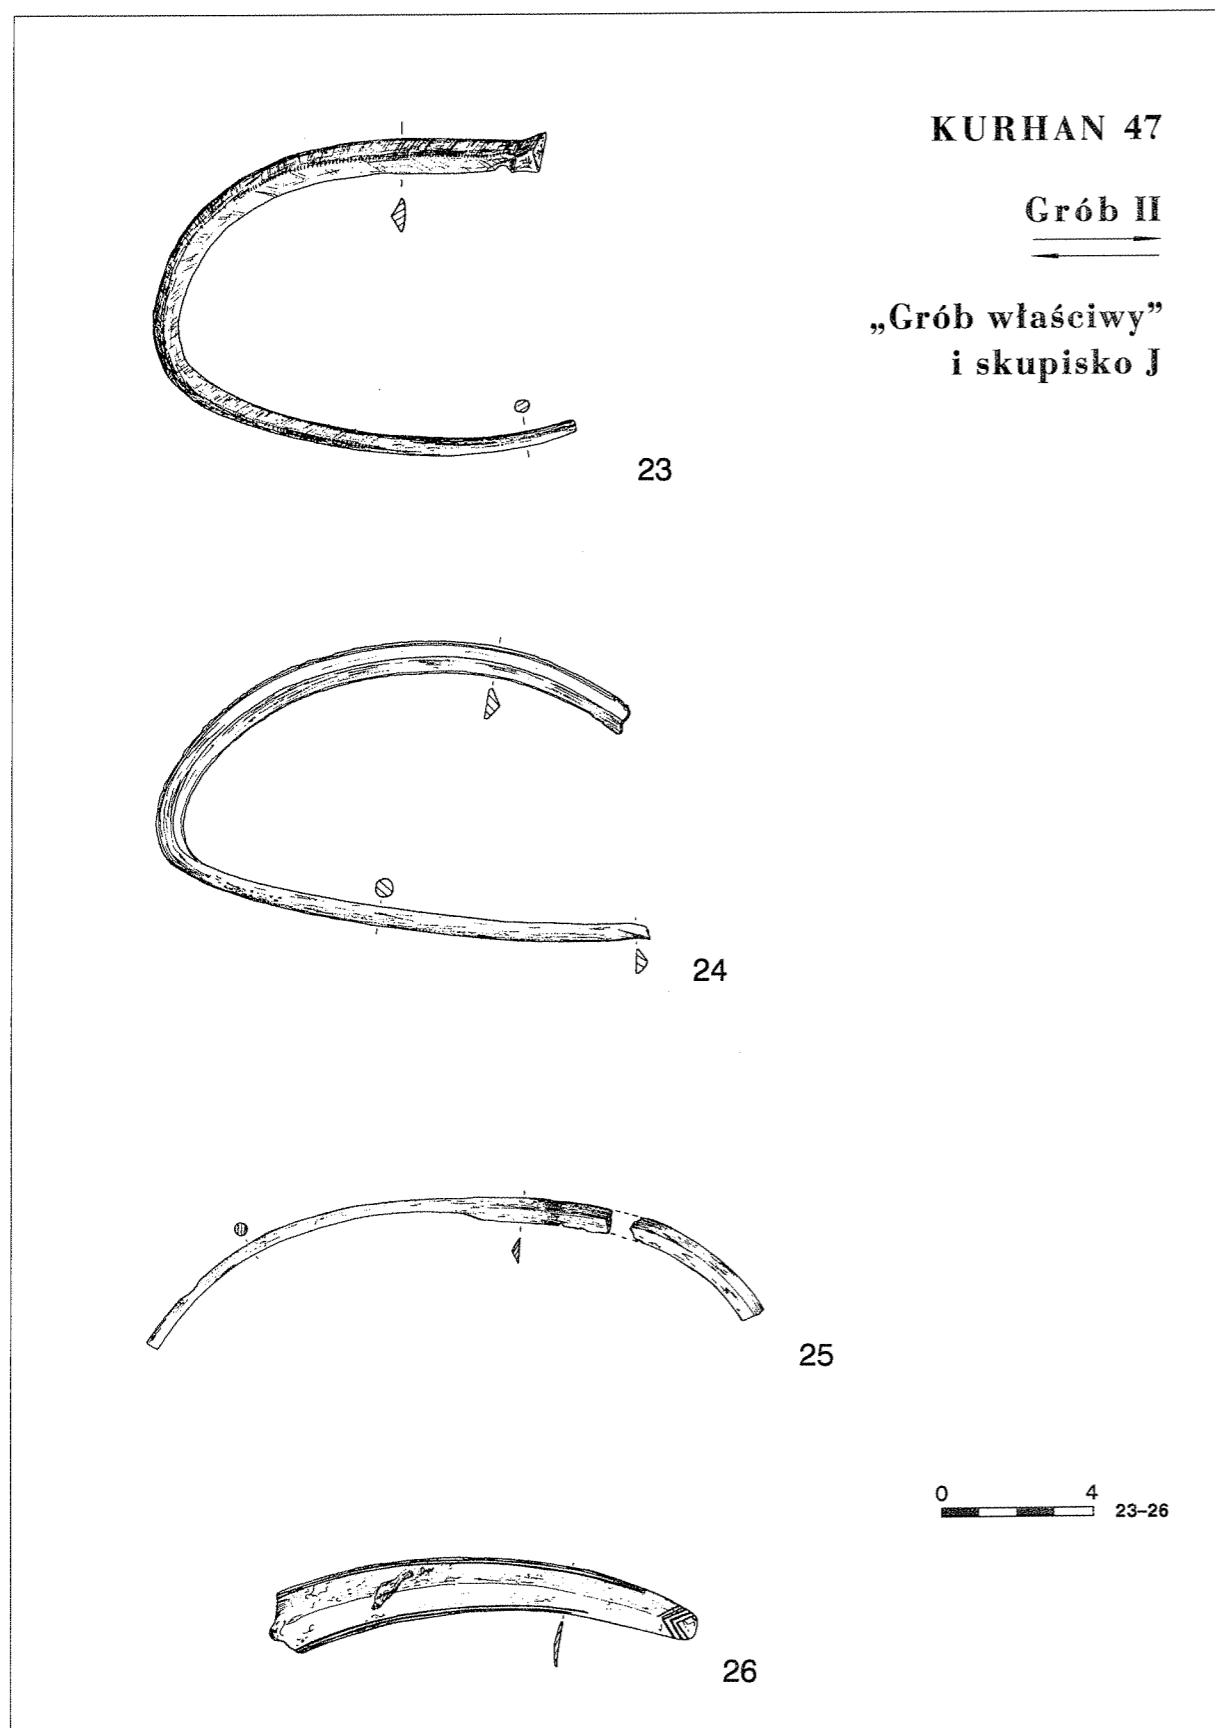 KURHAN 47
Grób II
„Grób właściwy”
i skupisko J
23
24
25
0 4 23–26
26